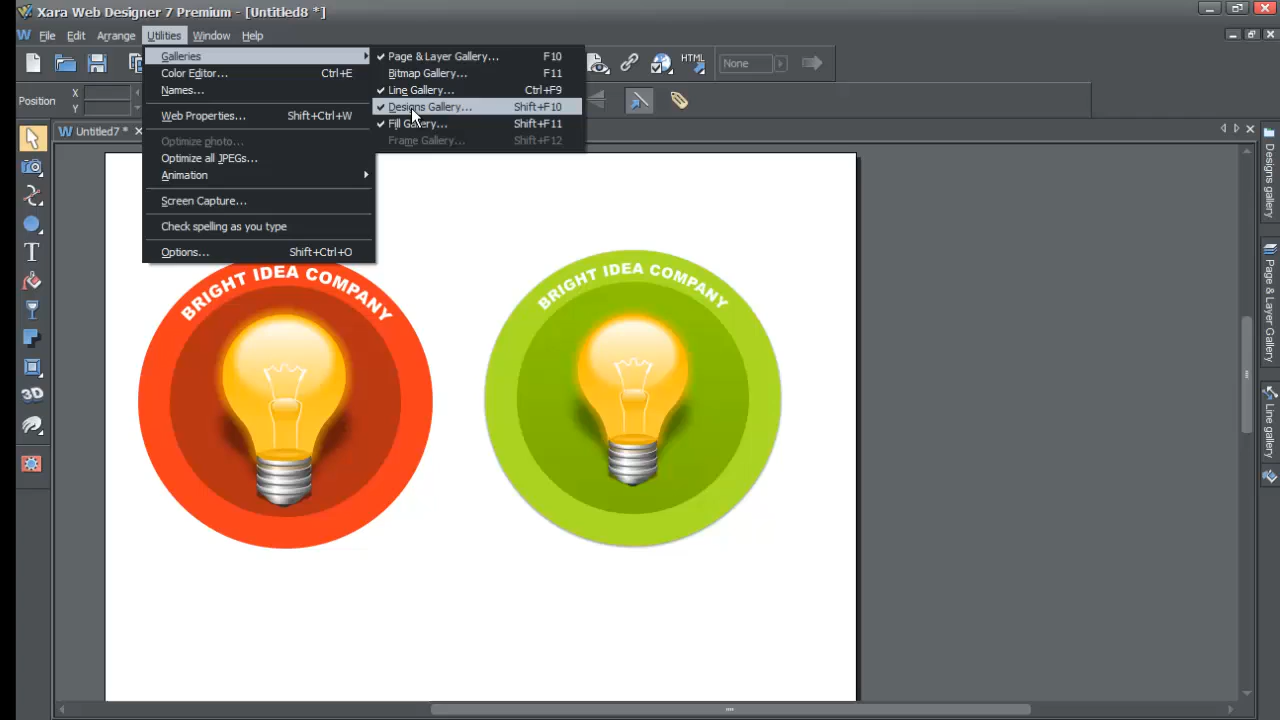 Xara Web Designer 7 Premium - [Untitled8 *]
File Edit Arrange Utilities Window Help
HTML
None
Position X
Y
Untitled7 *
Galleries
Color Editor... Ctrl+E
Names...
Web Properties... Shift+Ctrl+W
Optimize photo...
Optimize all JPEGs...
Animation
Screen Capture...
Check spelling as you type
Options... Shift+Ctrl+O
Page & Layer Gallery... F10
Bitmap Gallery... F11
Line Gallery... Ctrl+F9
Designs Gallery... Shift+F10
Fill Gallery... Shift+F11
Frame Gallery... Shift+F12
T
3D
BRIGHT IDEA COMPANY
BRIGHT IDEA COMPANY
Designs gallery
Page & Layer Gallery
Line gallery